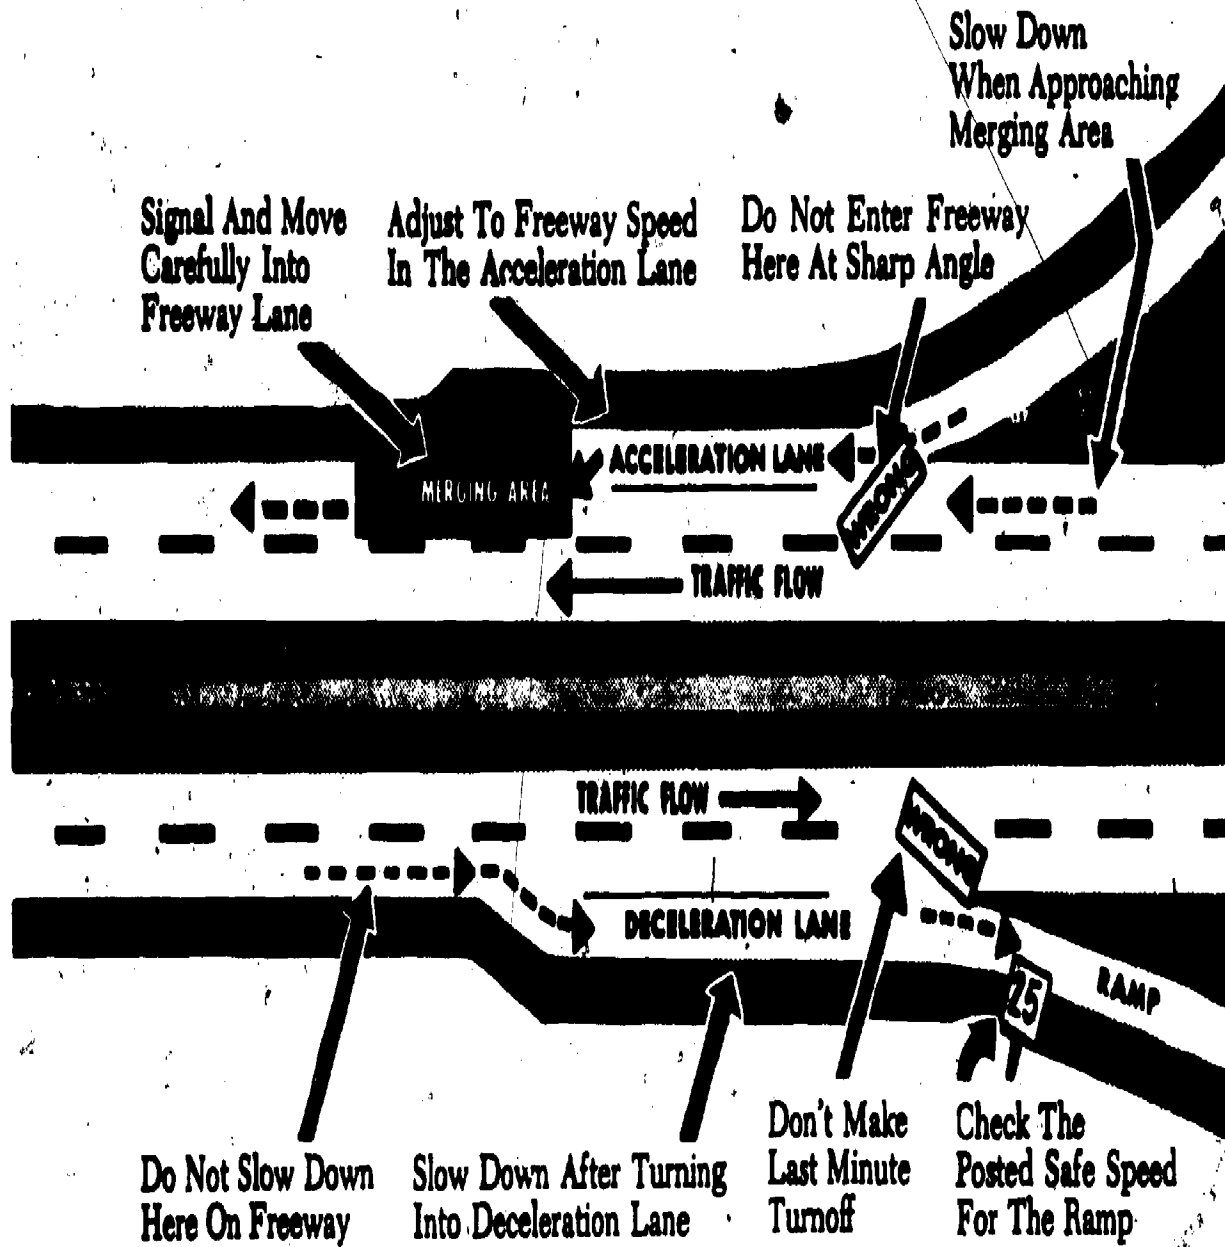 Slow Down
When Approaching
Merging Area
Signal And Move
Carefully Into
Freeway Lane
Adjust To Freeway Speed
In The Acceleration Lane
Do Not Enter Freeway
Here At Sharp Angle
ACCELERATION LANE
MERGING AREA
WRONG
TRAFFIC FLOW
TRAFFIC FLOW
WRONG
DECELERATION LANE
RAMP
25
Do Not Slow Down
Here On Freeway
Slow Down After Turning
Into Deceleration Lane
Don't Make
Last Minute
Turnoff
Check The
Posted Safe Speed
For The Ramp